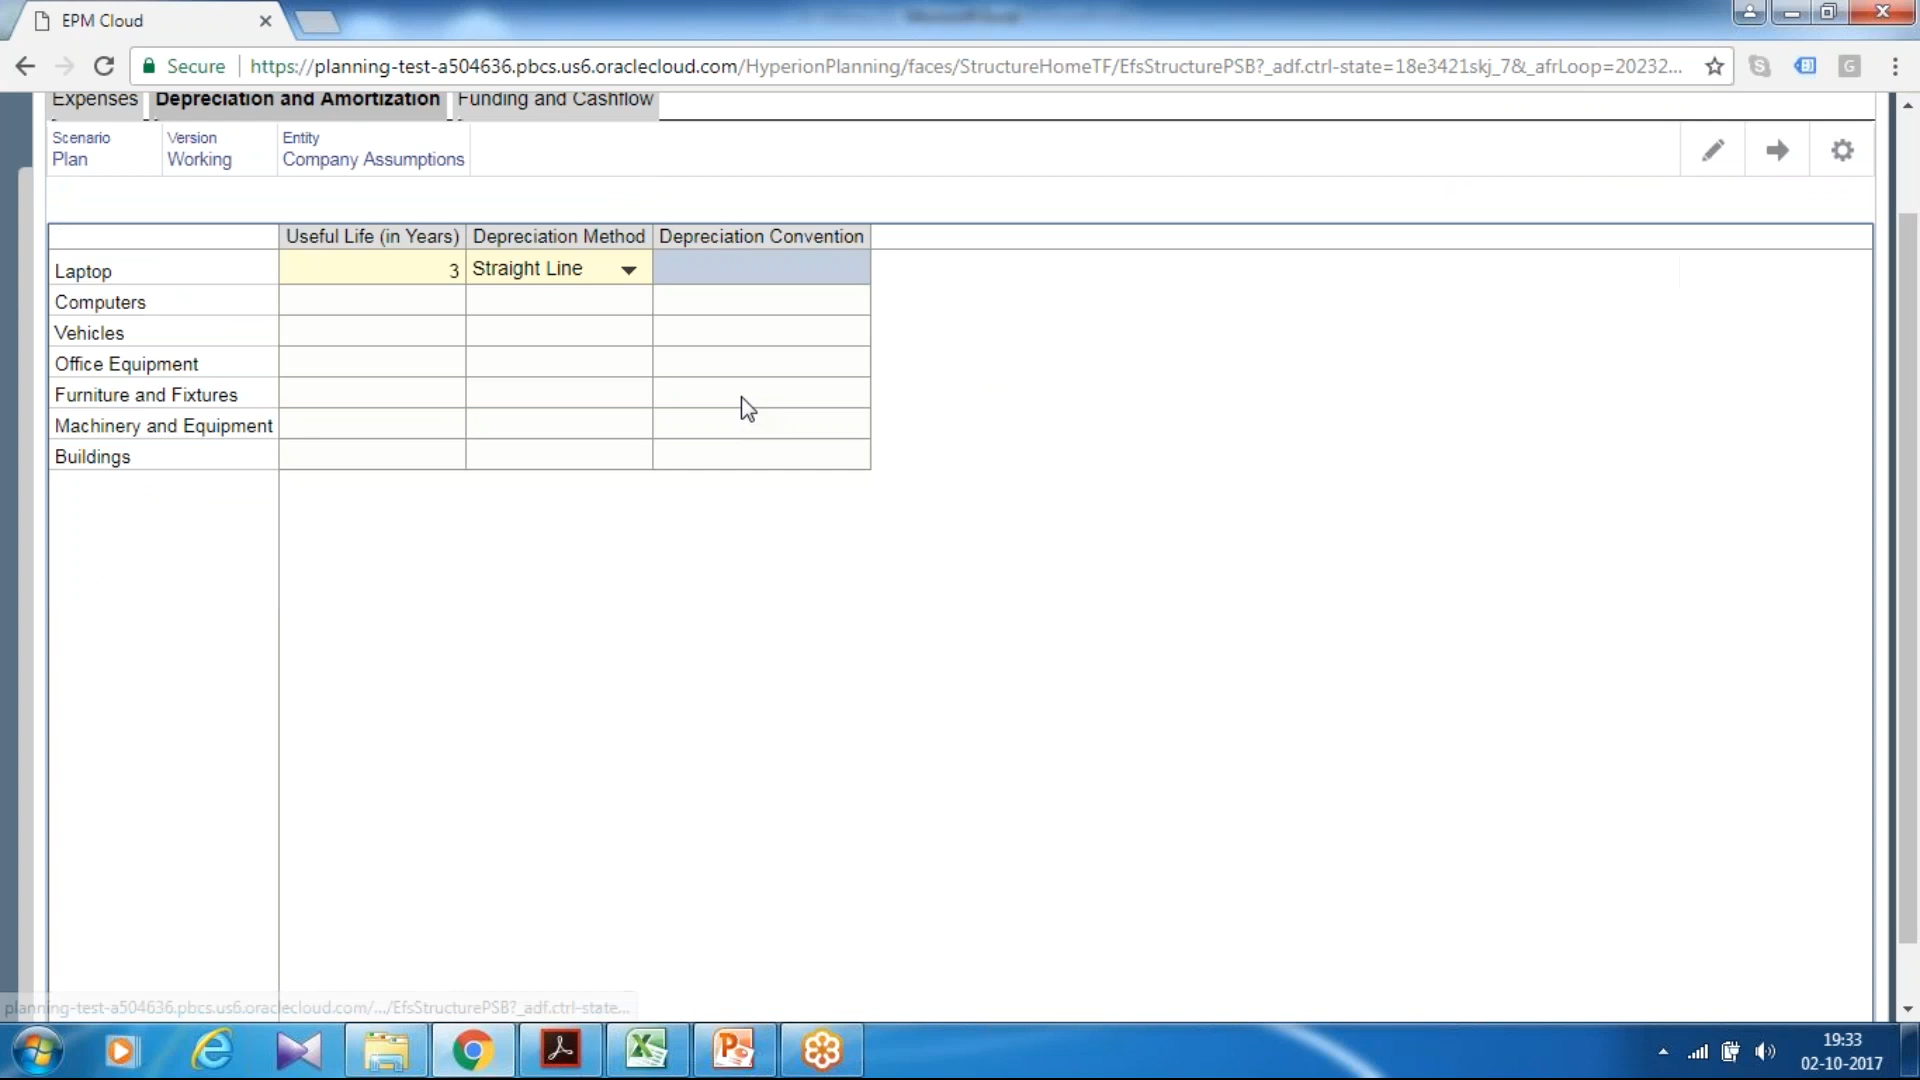 EPM Cloud
Secure https://planning-test-a504636.pbcs.us6.oraclecloud.com/HyperionPlanning/faces/StructureHomeTF/EfsStructurePSB?_adf.ctrl-state=18e3421skj_7&_afrLoop=20232...
Expenses Depreciation and Amortization Funding and Cashflow
Scenario Version Entity
Plan Working Company Assumptions
Useful Life (in Years) Depreciation Method Depreciation Convention
Laptop 3 Straight Line
Computers
Vehicles
Office Equipment
Furniture and Fixtures
Machinery and Equipment
Buildings
planning-test-a504636.pbcs.us6.oraclecloud.com/.../EfsStructurePSB?_adf.ctrl-state...
19:33
02-10-2017